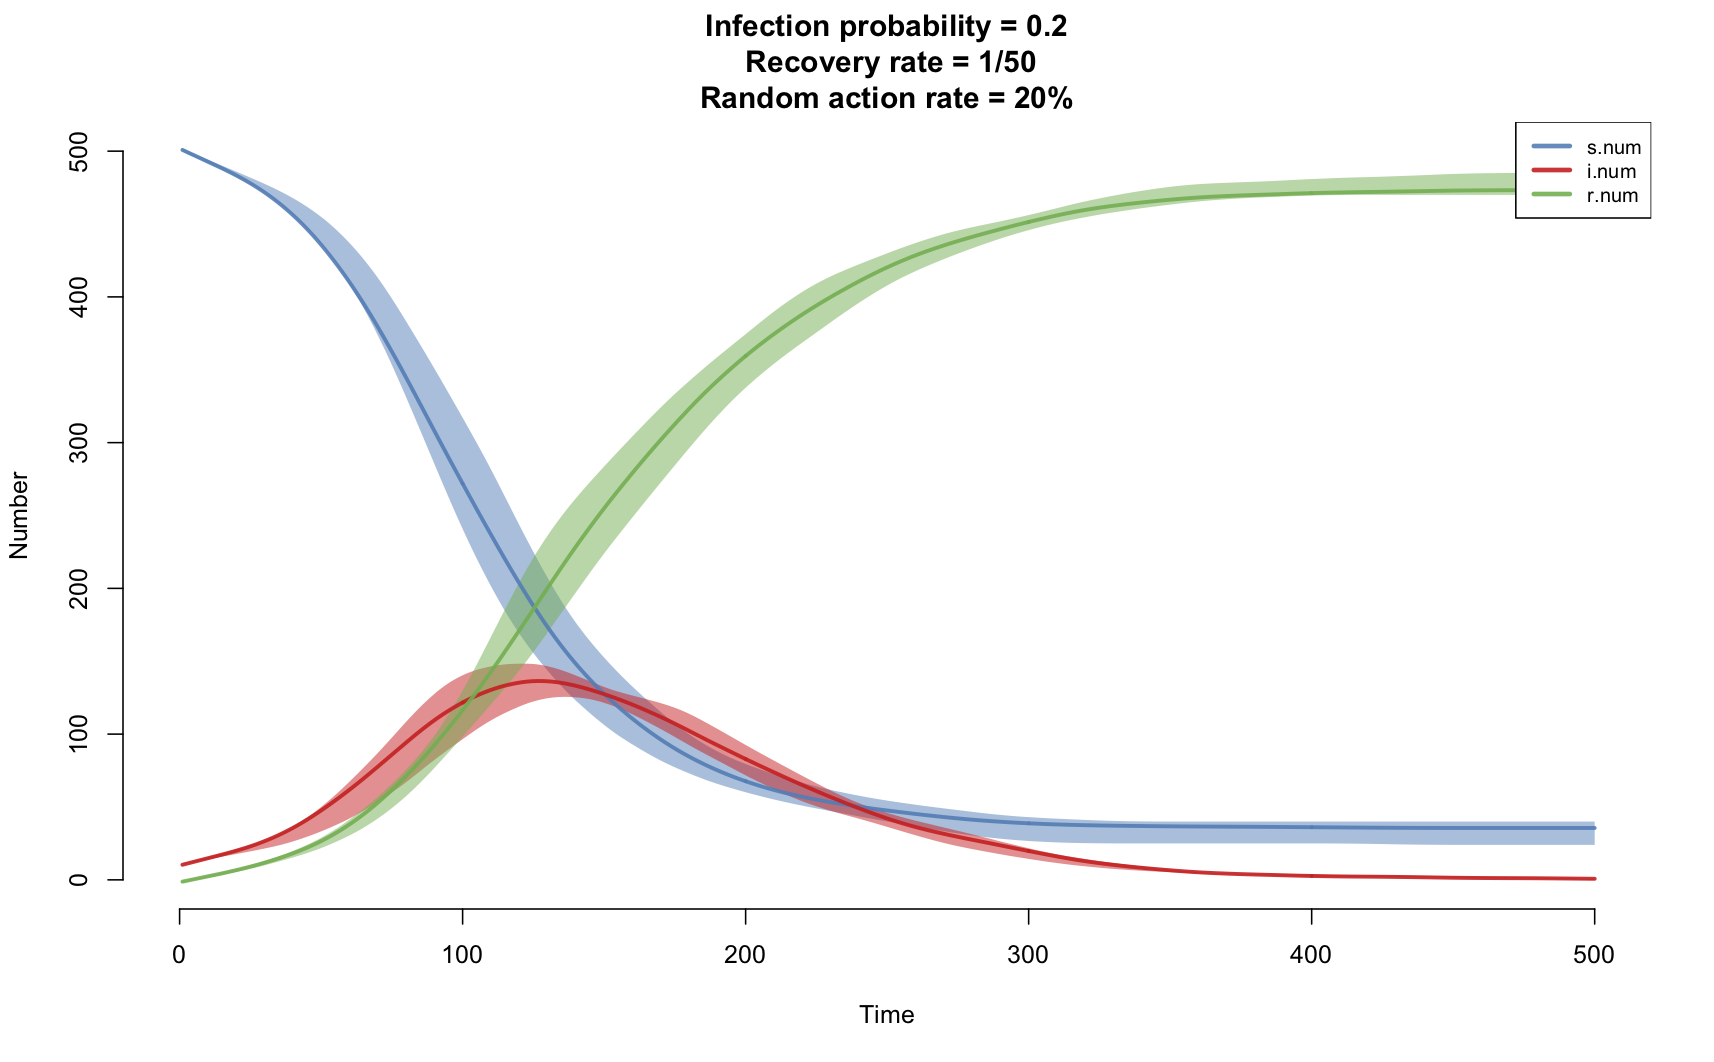 Infection probability = 0.2
Recovery rate = 1/50
Random action rate = 20%
s.num
i.num
r.num
500
400
300
200
100
0
Number
0 100 200 300 400 500
Time